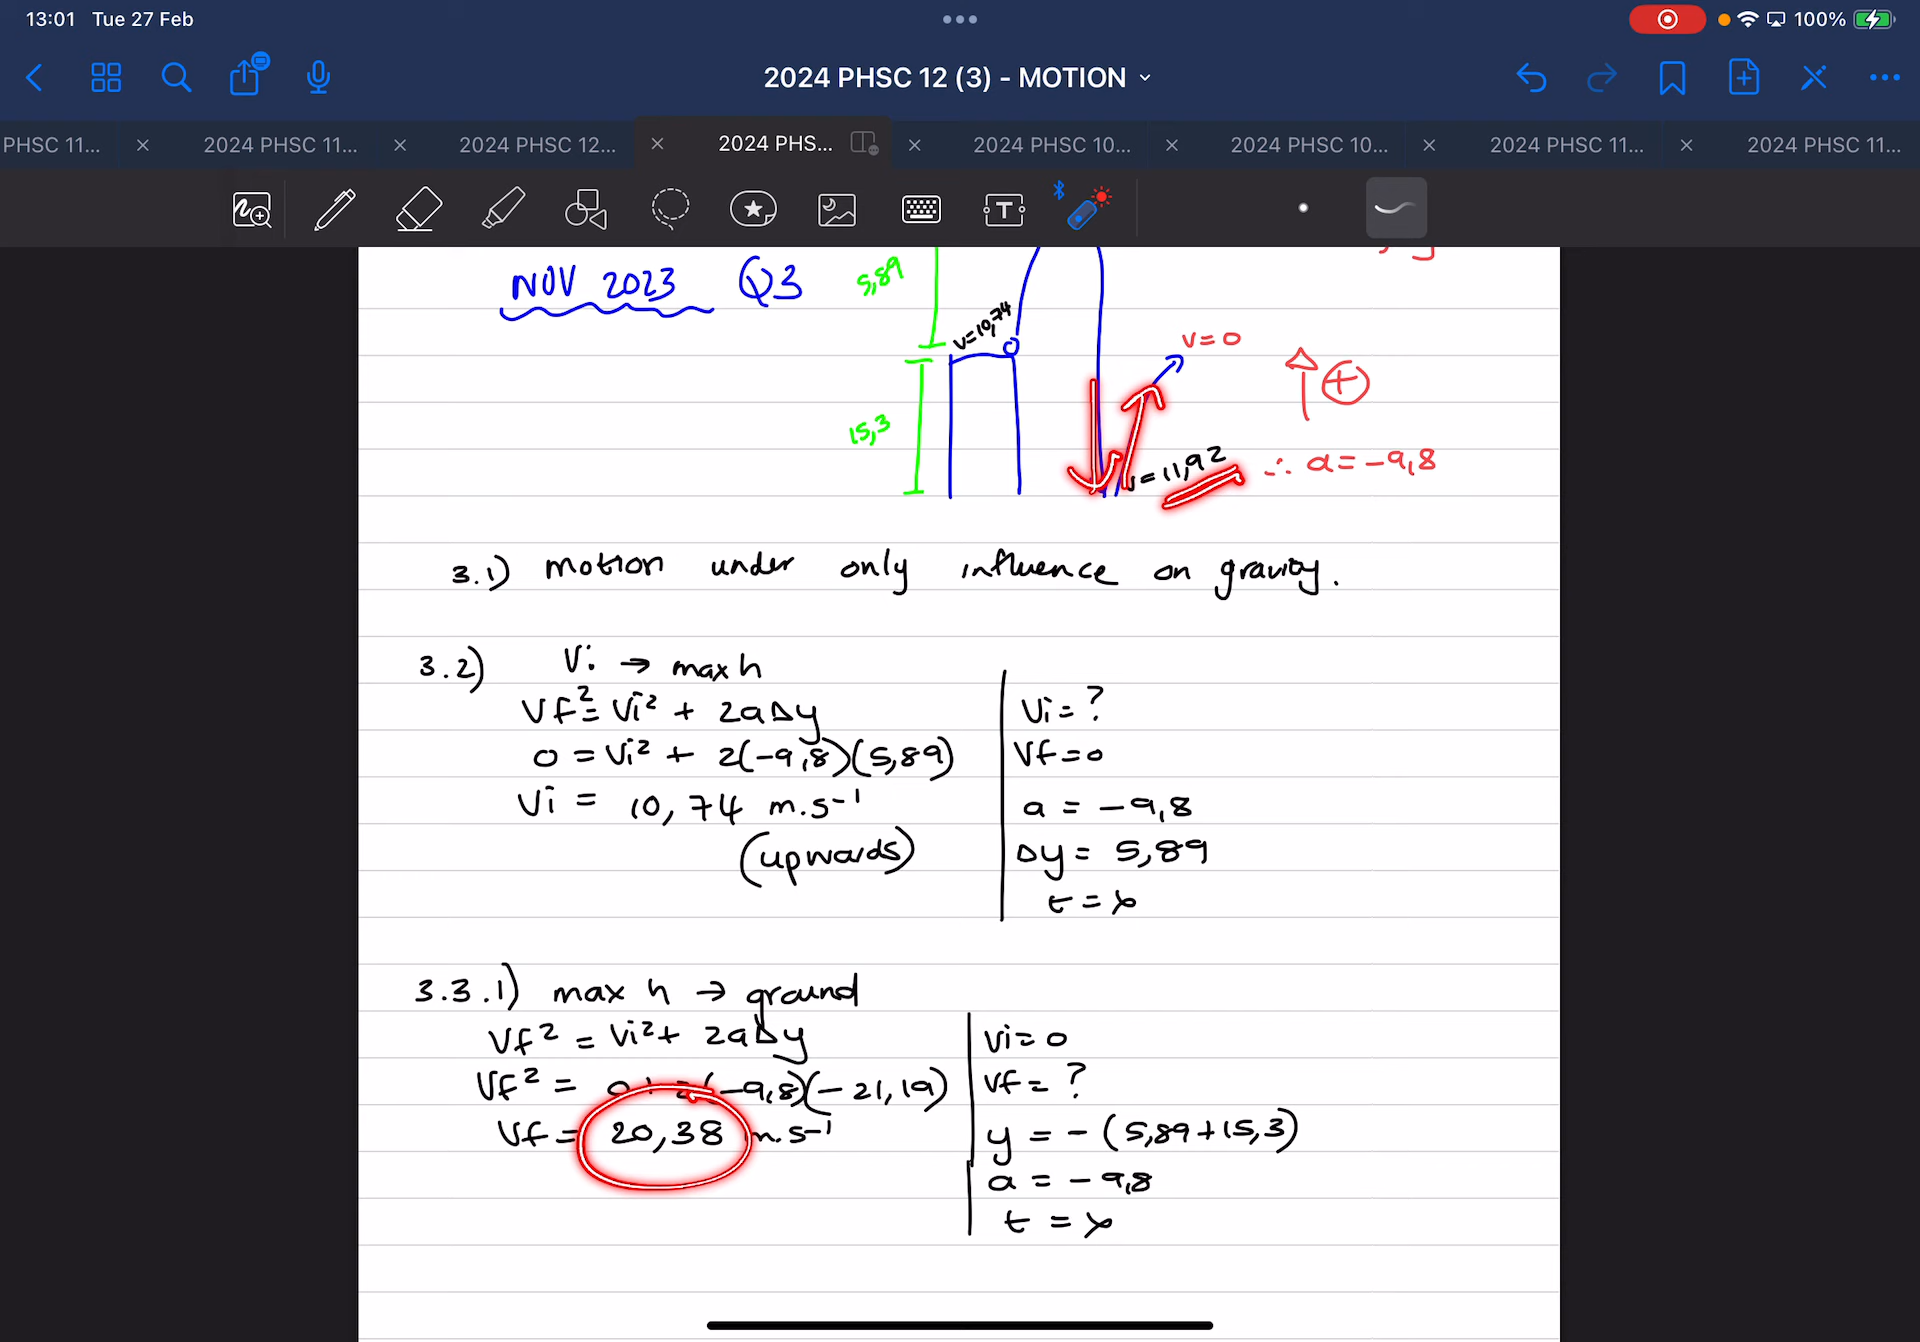 13:01 Tue 27 Feb
100%
2024 PHSC 12 (3) - MOTION
PHSC 11...
2024 PHSC 11...
2024 PHSC 12...
2024 PHS...
2024 PHSC 10...
2024 PHSC 10...
2024 PHSC 11...
2024 PHSC 11...
NOV 2023 Q3
5,89
v=10,74
v=0
+
15,3
v=11,92
∴ a=-9,8
3.1) motion under only influence on gravity.
3.2) Vi → max h
Vf² = Vi² + 2aΔy
0 = Vi² + 2(-9,8)(5,89)
Vi = 10,74 m.s-1
(upwards)
Vi = ?
Vf = 0
a = -9,8
Δy = 5,89
t = x
3.3.1) max h → ground
Vf² = Vi² + 2aΔy
Vf² = 0 + 2(-9,8)(-21,19)
Vf = 20,38 m.s-1
Vi = 0
Vf = ?
y = -(5,89+15,3)
a = -9,8
t = x